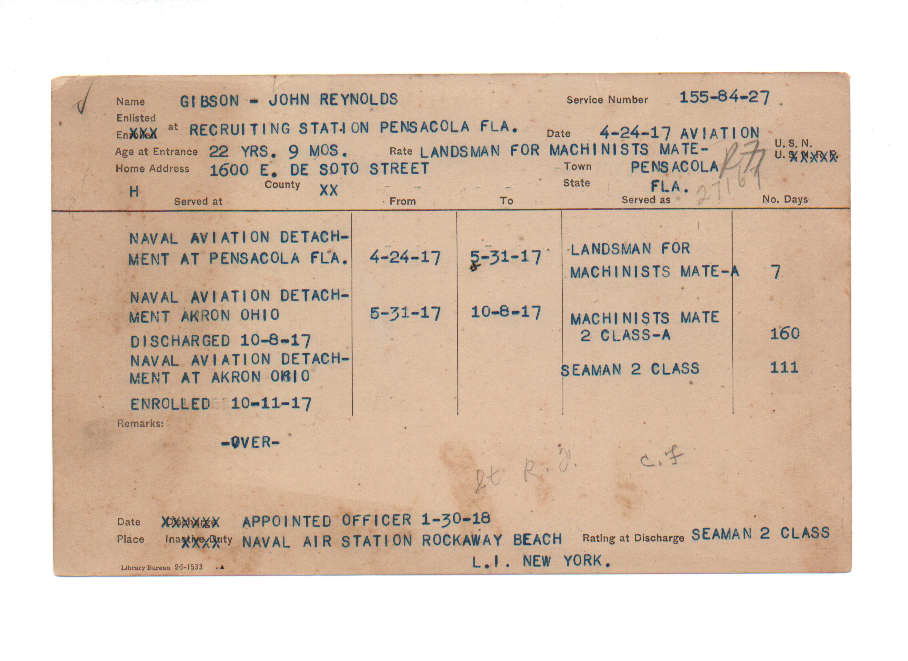 Name GIBSON - JOHN REYNOLDS Service Number 155-84-27
Enlisted
XXX at RECRUITING STATION PENSACOLA FLA. Date 4-24-17 AVIATION
Age at Entrance 22 YRS. 9 MOS. Rate LANDSMAN FOR MACHINISTS MATE- U. S. N.
Home Address 1600 E. DE SOTO STREET Town PENSACOLA
H County XX State FLA.
Served at From To Served as No. Days
NAVAL AVIATION DETACH-
MENT AT PENSACOLA FLA. 4-24-17 5-31-17 LANDSMAN FOR
MACHINISTS MATE-A 7
NAVAL AVIATION DETACH-
MENT AKRON OHIO 5-31-17 10-8-17 MACHINISTS MATE
DISCHARGED 10-8-17 2 CLASS-A 160
NAVAL AVIATION DETACH-
MENT AT AKRON OHIO SEAMAN 2 CLASS 111
ENROLLED 10-11-17
Remarks:
-OVER-
C.F
Date XXXXXX APPOINTED OFFICER 1-30-18
Place Inactive Duty XXXX NAVAL AIR STATION ROCKAWAY BEACH Rating at Discharge SEAMAN 2 CLASS
L.I. NEW YORK.
Library Bureau 26-1533